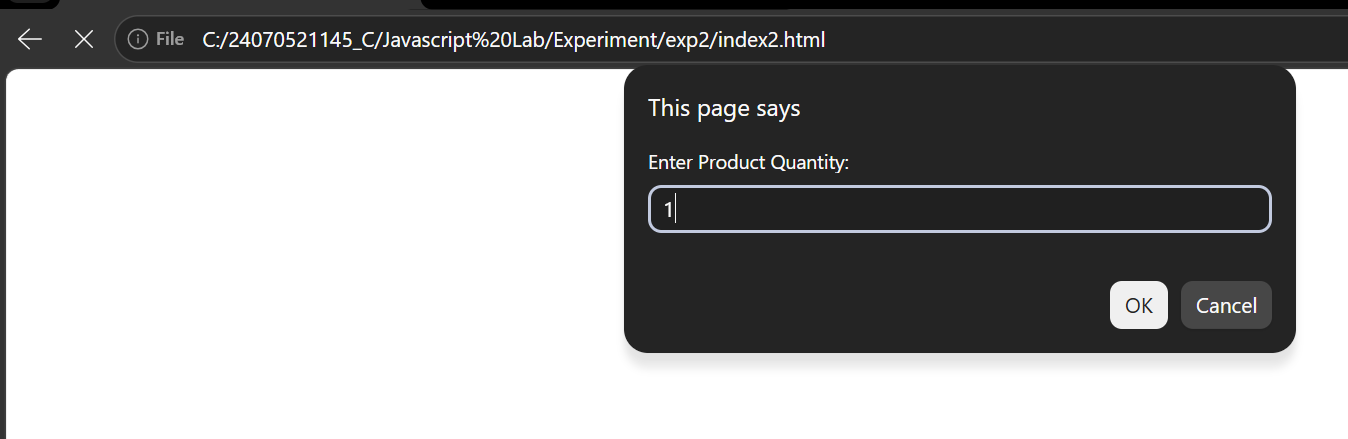 File C:/24070521145_C/Javascript%20Lab/Experiment/exp2/index2.html
This page says
Enter Product Quantity:
1
OK Cancel